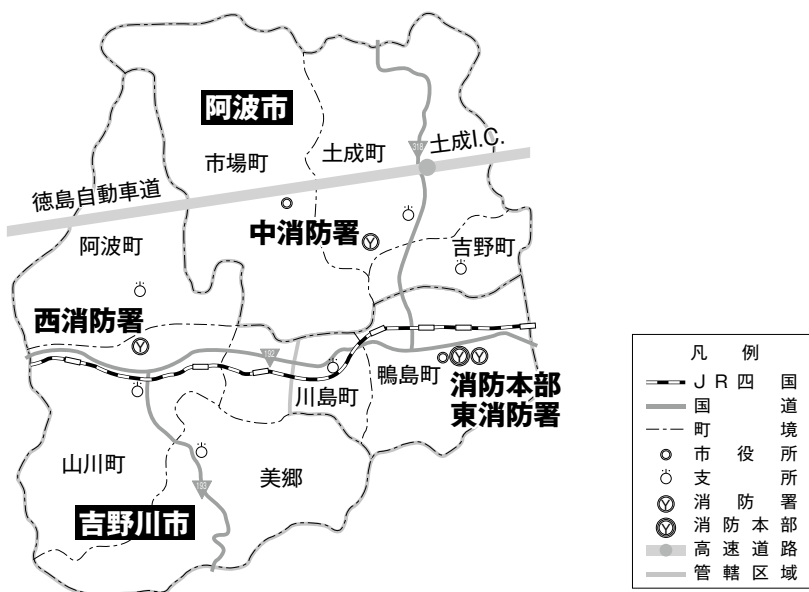 阿波市
市場町
土成町
318
土成I.C.
徳島自動車道
中消防署
吉野町
阿波町
西消防署
192
鴨島町
川島町
消防本部
東消防署
山川町
美郷
193
吉野川市
凡例
JR四国
国道
町境
市役所
支所
消防署
消防本部
高速道路
管轄区域